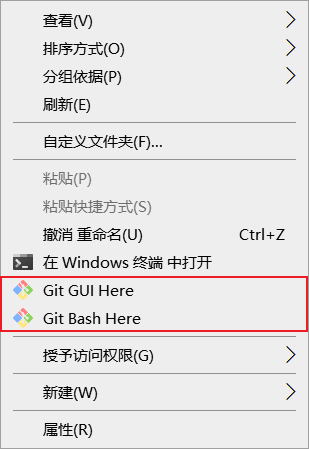 查看(V)
排序方式(O)
分组依据(P)
刷新(E)
自定义文件夹(F)...
粘贴(P)
粘贴快捷方式(S)
撤消 重命名(U) Ctrl+Z
在 Windows 终端 中打开
Git GUI Here
Git Bash Here
授予访问权限(G)
新建(W)
属性(R)